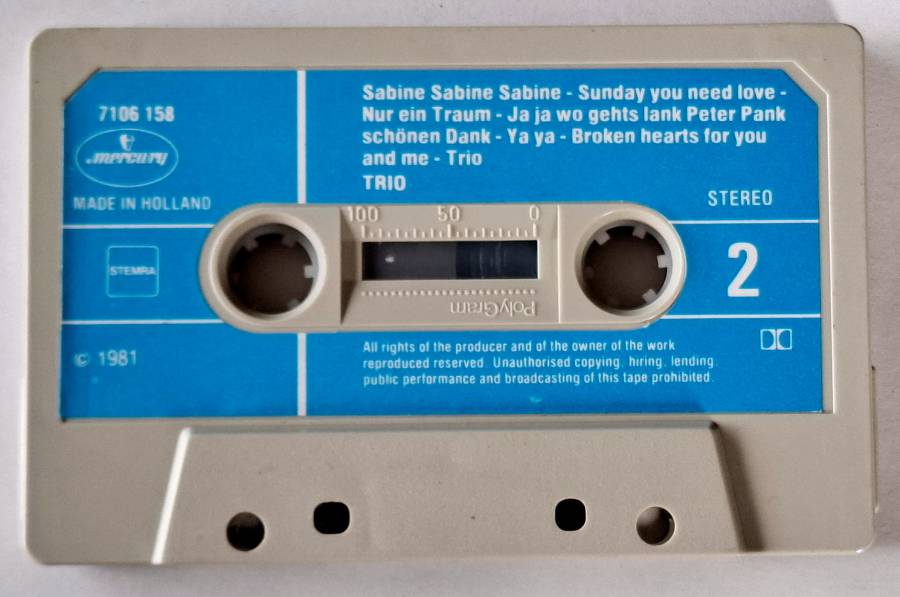 7106 158
mercury
MADE IN HOLLAND
STEMRA
© 1981
Sabine Sabine Sabine - Sunday you need love -
Nur ein Traum - Ja ja wo gehts lank Peter Pank
schönen Dank - Ya ya - Broken hearts for you
and me - Trio
TRIO
STEREO
100 50 0
PolyGram
2
All rights of the producer and of the owner of the work
reproduced reserved. Unauthorised copying, hiring, lending,
public performance and broadcasting of this tape prohibited.